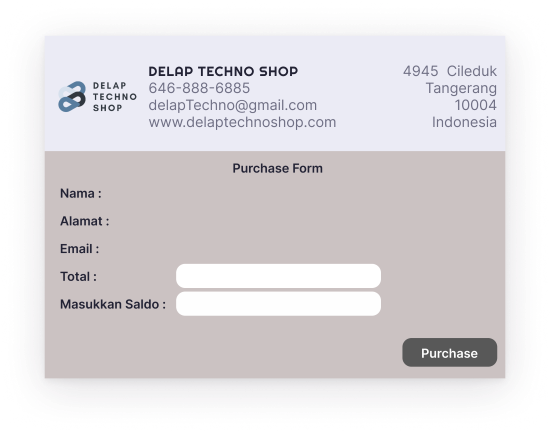 DELAP
TECHNO
SHOP
DELAP TECHNO SHOP
646-888-6885
delapTechno@gmail.com
www.delaptechnoshop.com
4945 Cileduk
Tangerang
10004
Indonesia
Purchase Form
Nama :
Alamat :
Email :
Total :
Masukkan Saldo :
Purchase